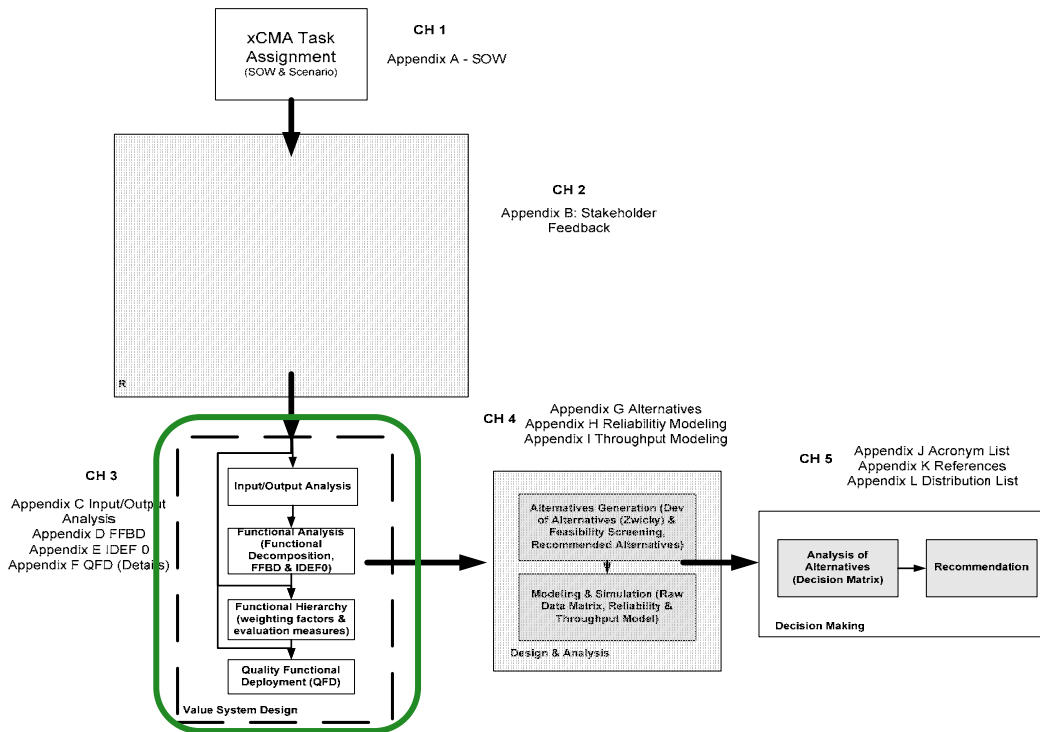 xCMA Task
Assignment
(SOW & Scenario)
CH 1
Appendix A - SOW
CH 2
Appendix B: Stakeholder
Feedback
R
CH 3
Appendix C Input/Output
Analysis
Appendix D FFBD
Appendix E IDEF 0
Appendix F QFD (Details)
Input/Output Analysis
Functional Analysis
(Functional
Decomposition,
FFBD & IDEF0)
Functional Hierarchy
(weighting factors &
evaluation measures)
Quality Functional
Deployment (QFD)
Value System Design
CH 4
Appendix G Alternatives
Appendix H Reliabilitiy Modeling
Appendix I Throughput Modeling
Alternatives Generation (Dev
of Alternatives (Zwicky) &
Feasibility Screening,
Recommended Alternatives)
Modeling & Simulation (Raw
Data Matrix, Reliability &
Throughput Model)
Design & Analysis
CH 5
Appendix J Acronym List
Appendix K References
Appendix L Distribution List
Analysis of
Alternatives
(Decision Matrix)
Recommendation
Decision Making